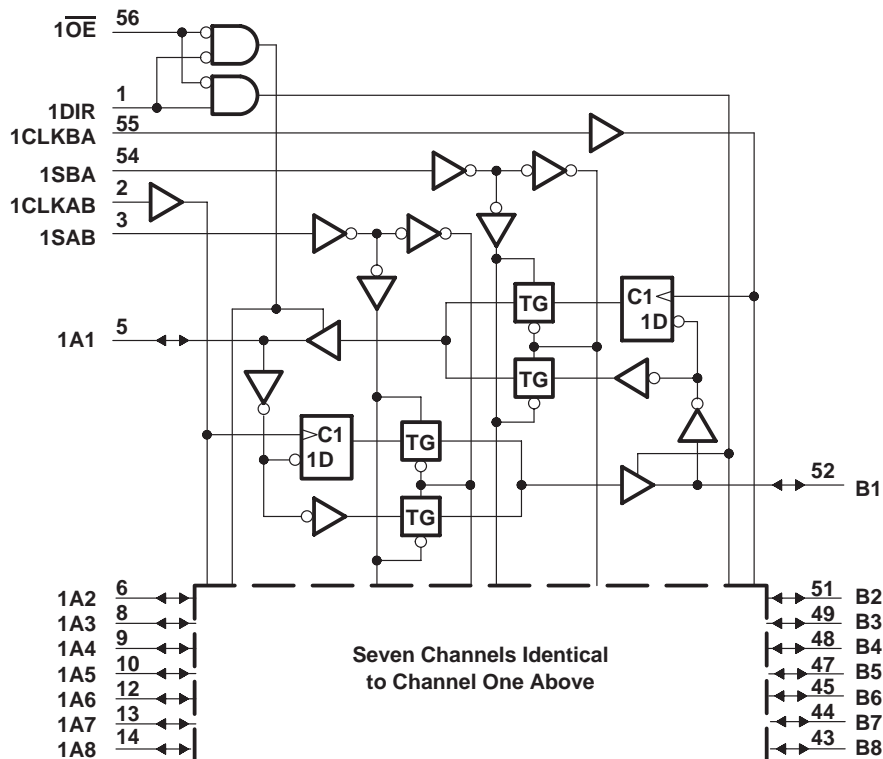 56
1OE
1
1DIR
55
1CLKBA
54
1SBA
2
1CLKAB
3
1SAB
TG
C1
1D
5
1A1
TG
C1
1D
TG
52
B1
TG
6
1A2
8
1A3
9
1A4
10
1A5
12
1A6
13
1A7
14
1A8
Seven Channels Identical
to Channel One Above
51
B2
49
B3
48
B4
47
B5
45
B6
44
B7
43
B8